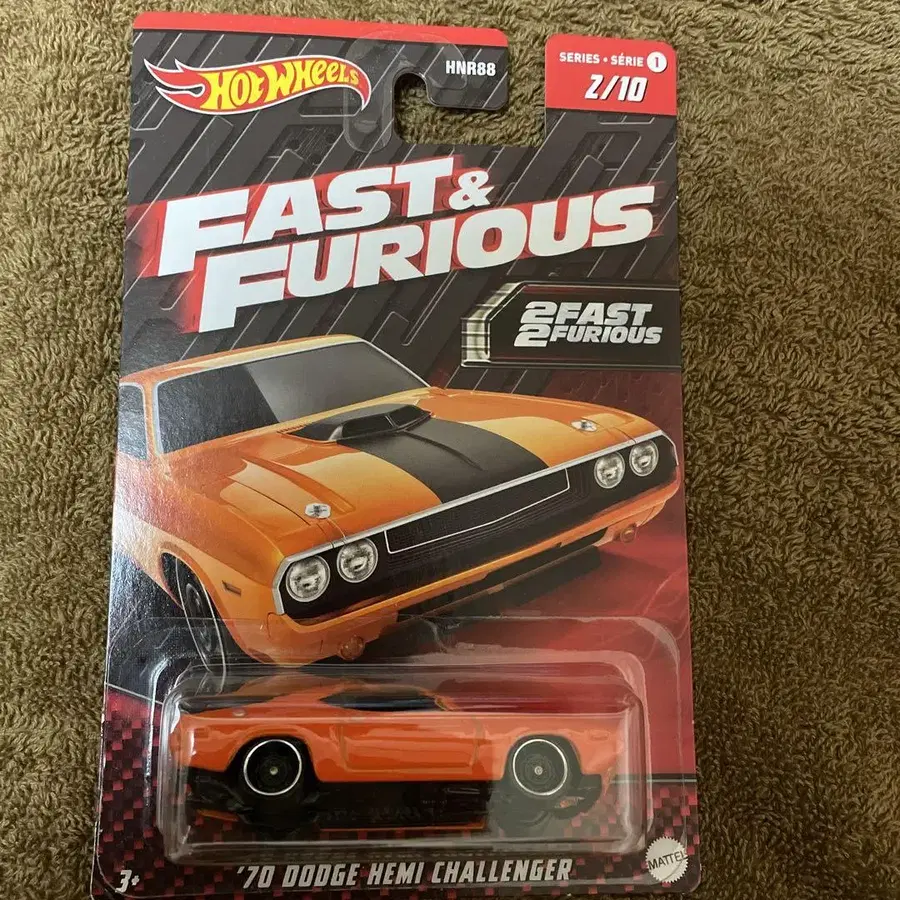 HOT WHEELS
HNR88
SERIES • SÉRIE 1
2/10
FAST &
FURIOUS
2FAST
2FURIOUS
3+
'70 DODGE HEMI CHALLENGER
MATTEL